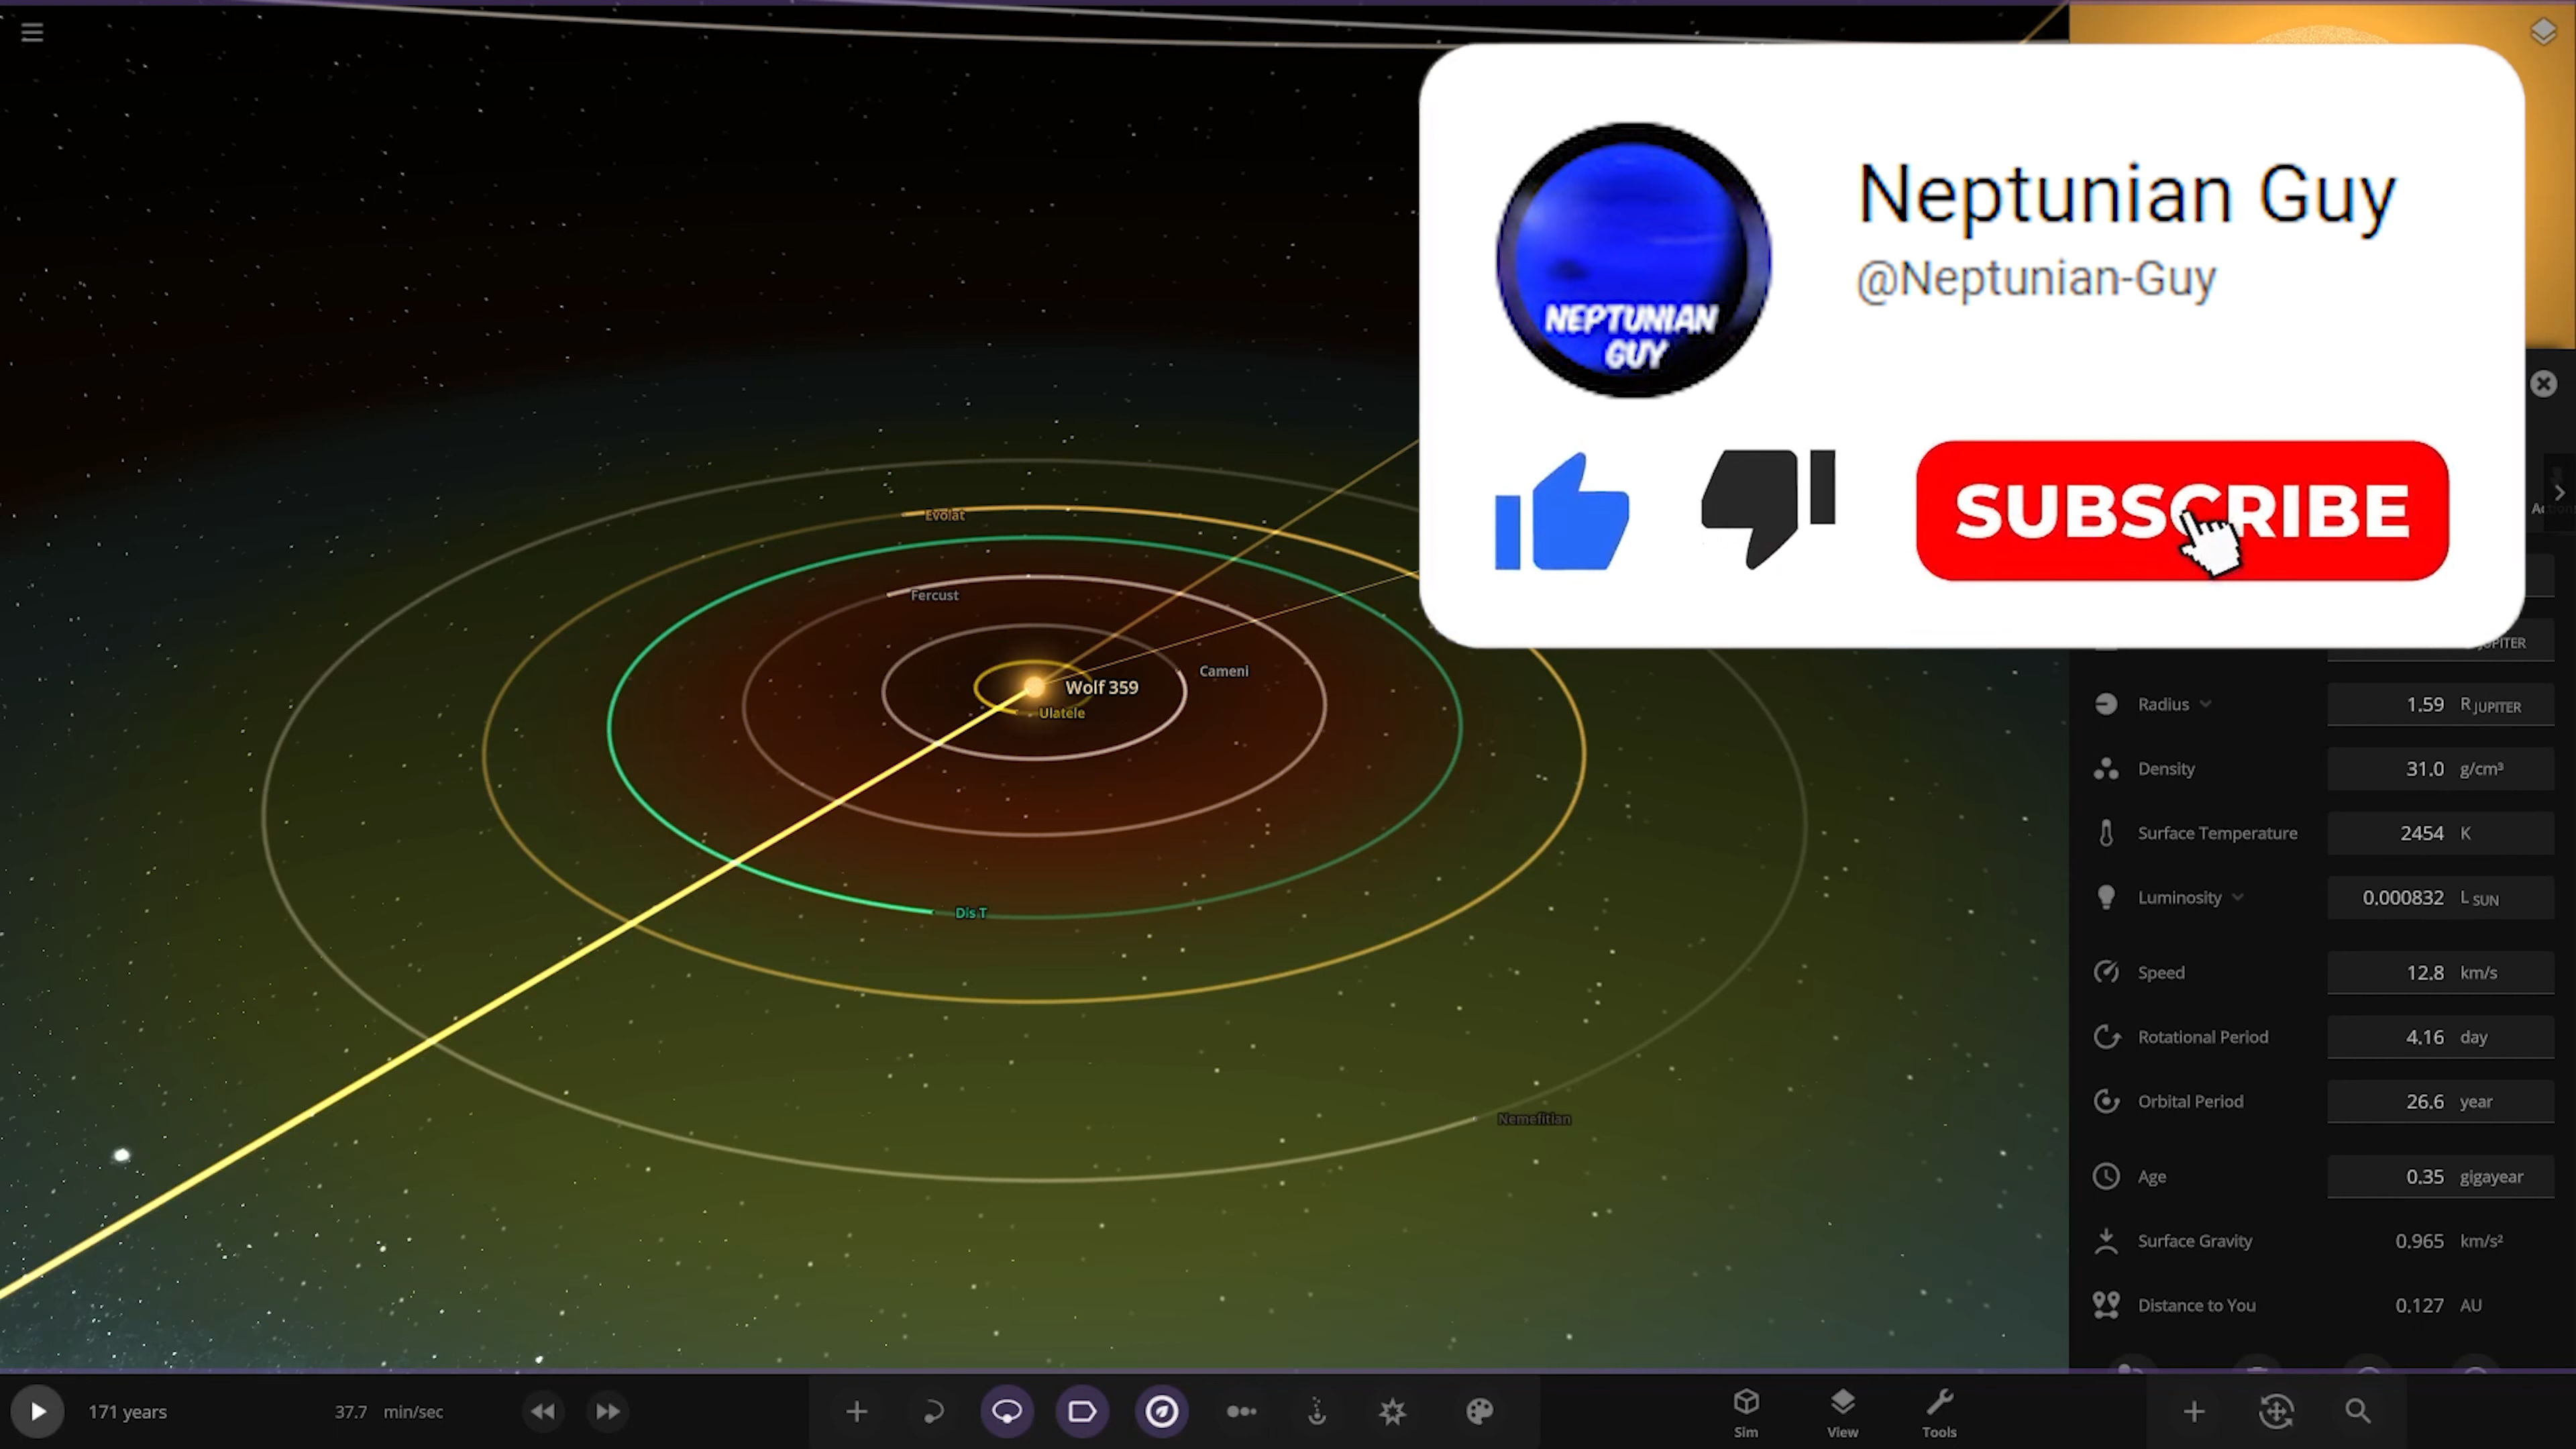 Neptunian Guy
@Neptunian-Guy
NEPTUNIAN
GUY
SUBSCRIBE
Evolat
Fercust
Cameni
Wolf 359
Ulatele
Dis T
Nemefitian
JUPITER
Radius 1.59 R JUPITER
Density 31.0 g/cm³
Surface Temperature 2454 K
Luminosity 0.000832 L SUN
Speed 12.8 km/s
Rotational Period 4.16 day
Orbital Period 26.6 year
Age 0.35 gigayear
Surface Gravity 0.965 km/s²
Distance to You 0.127 AU
171 years 37.7 min/sec
Sim View Tools